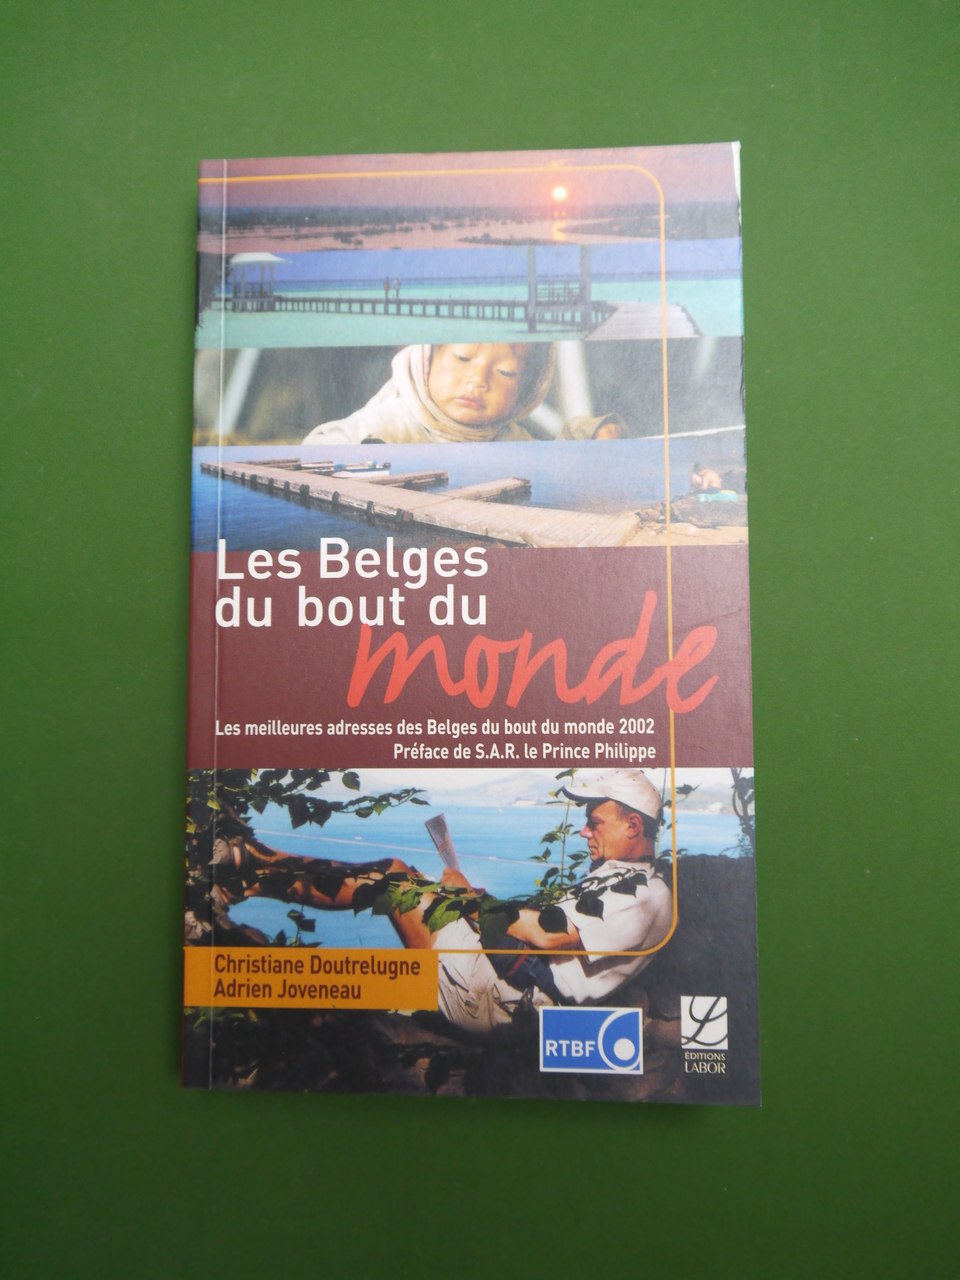 Les Belges
du bout du
monde
Les meilleures adresses des Belges du bout du monde 2002
Préface de S.A.R. le Prince Philippe
Christiane Doutrelugne
Adrien Joveneau
RTBF
L
ÉDITIONS
LABOR